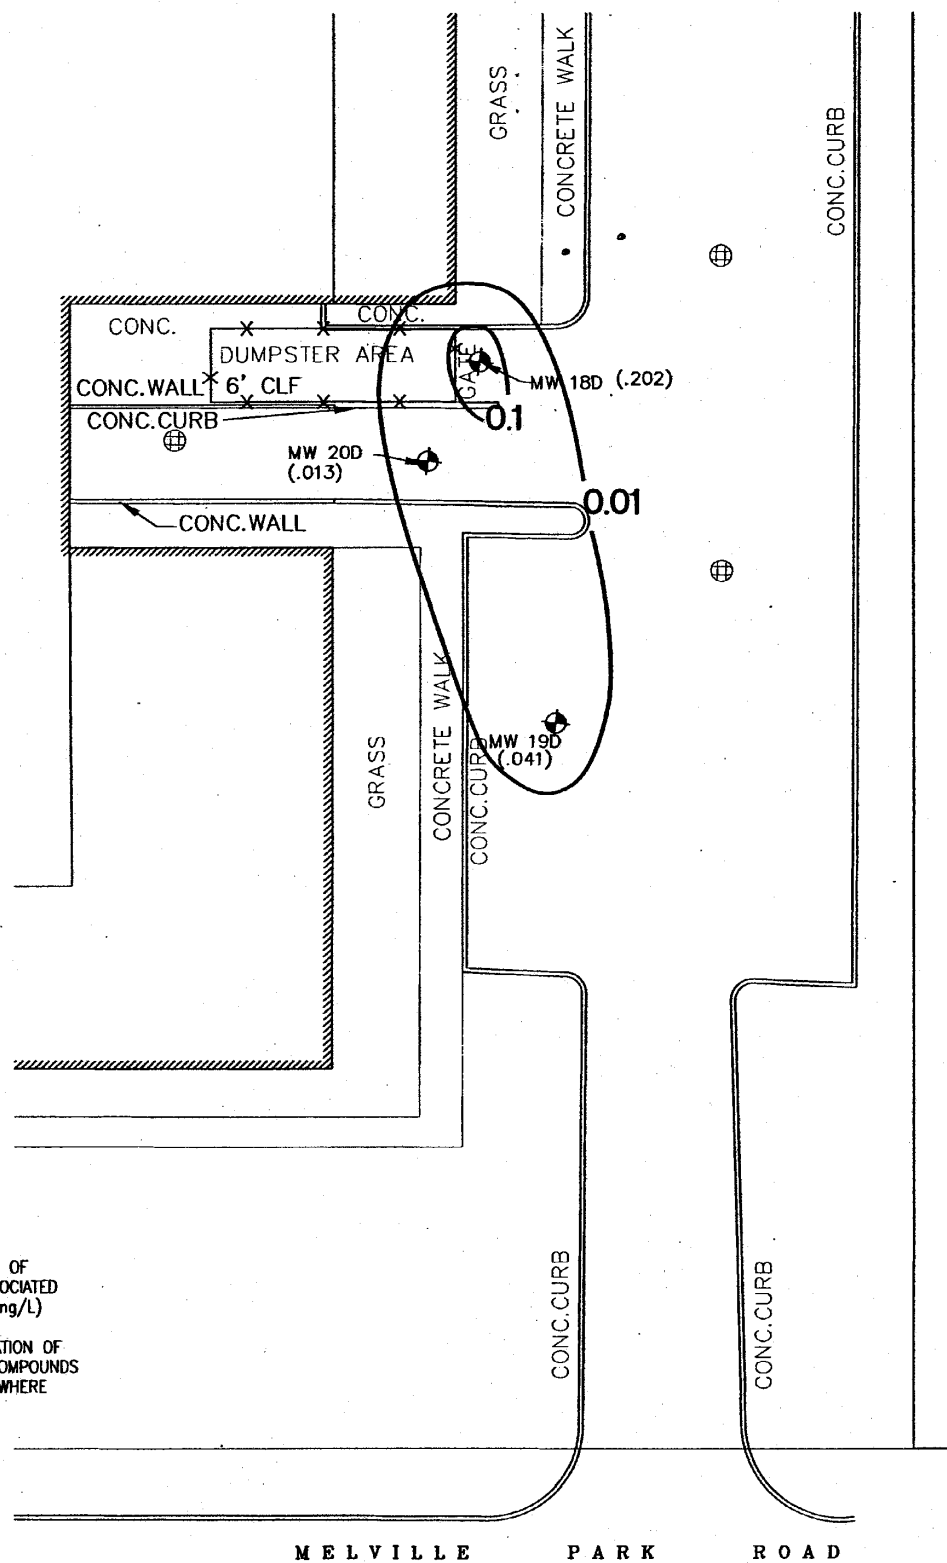 GRASS
CONCRETE WALK
CONC.CURB
CONC.
CONC.
DUMPSTER AREA
GATE
MW 18D (.202)
CONC.WALL
6' CLF
0.1
CONC.CURB
MW 20D
(.013)
0.01
CONC.WALL
CONCRETE WALK
GRASS
MW 19D
(.041)
CONC.CURB
OF
OCIATED
ng/L)
TION OF
OMPOUNDS
WHERE
CONC.CURB
CONC.CURB
MELVILLE PARK ROAD